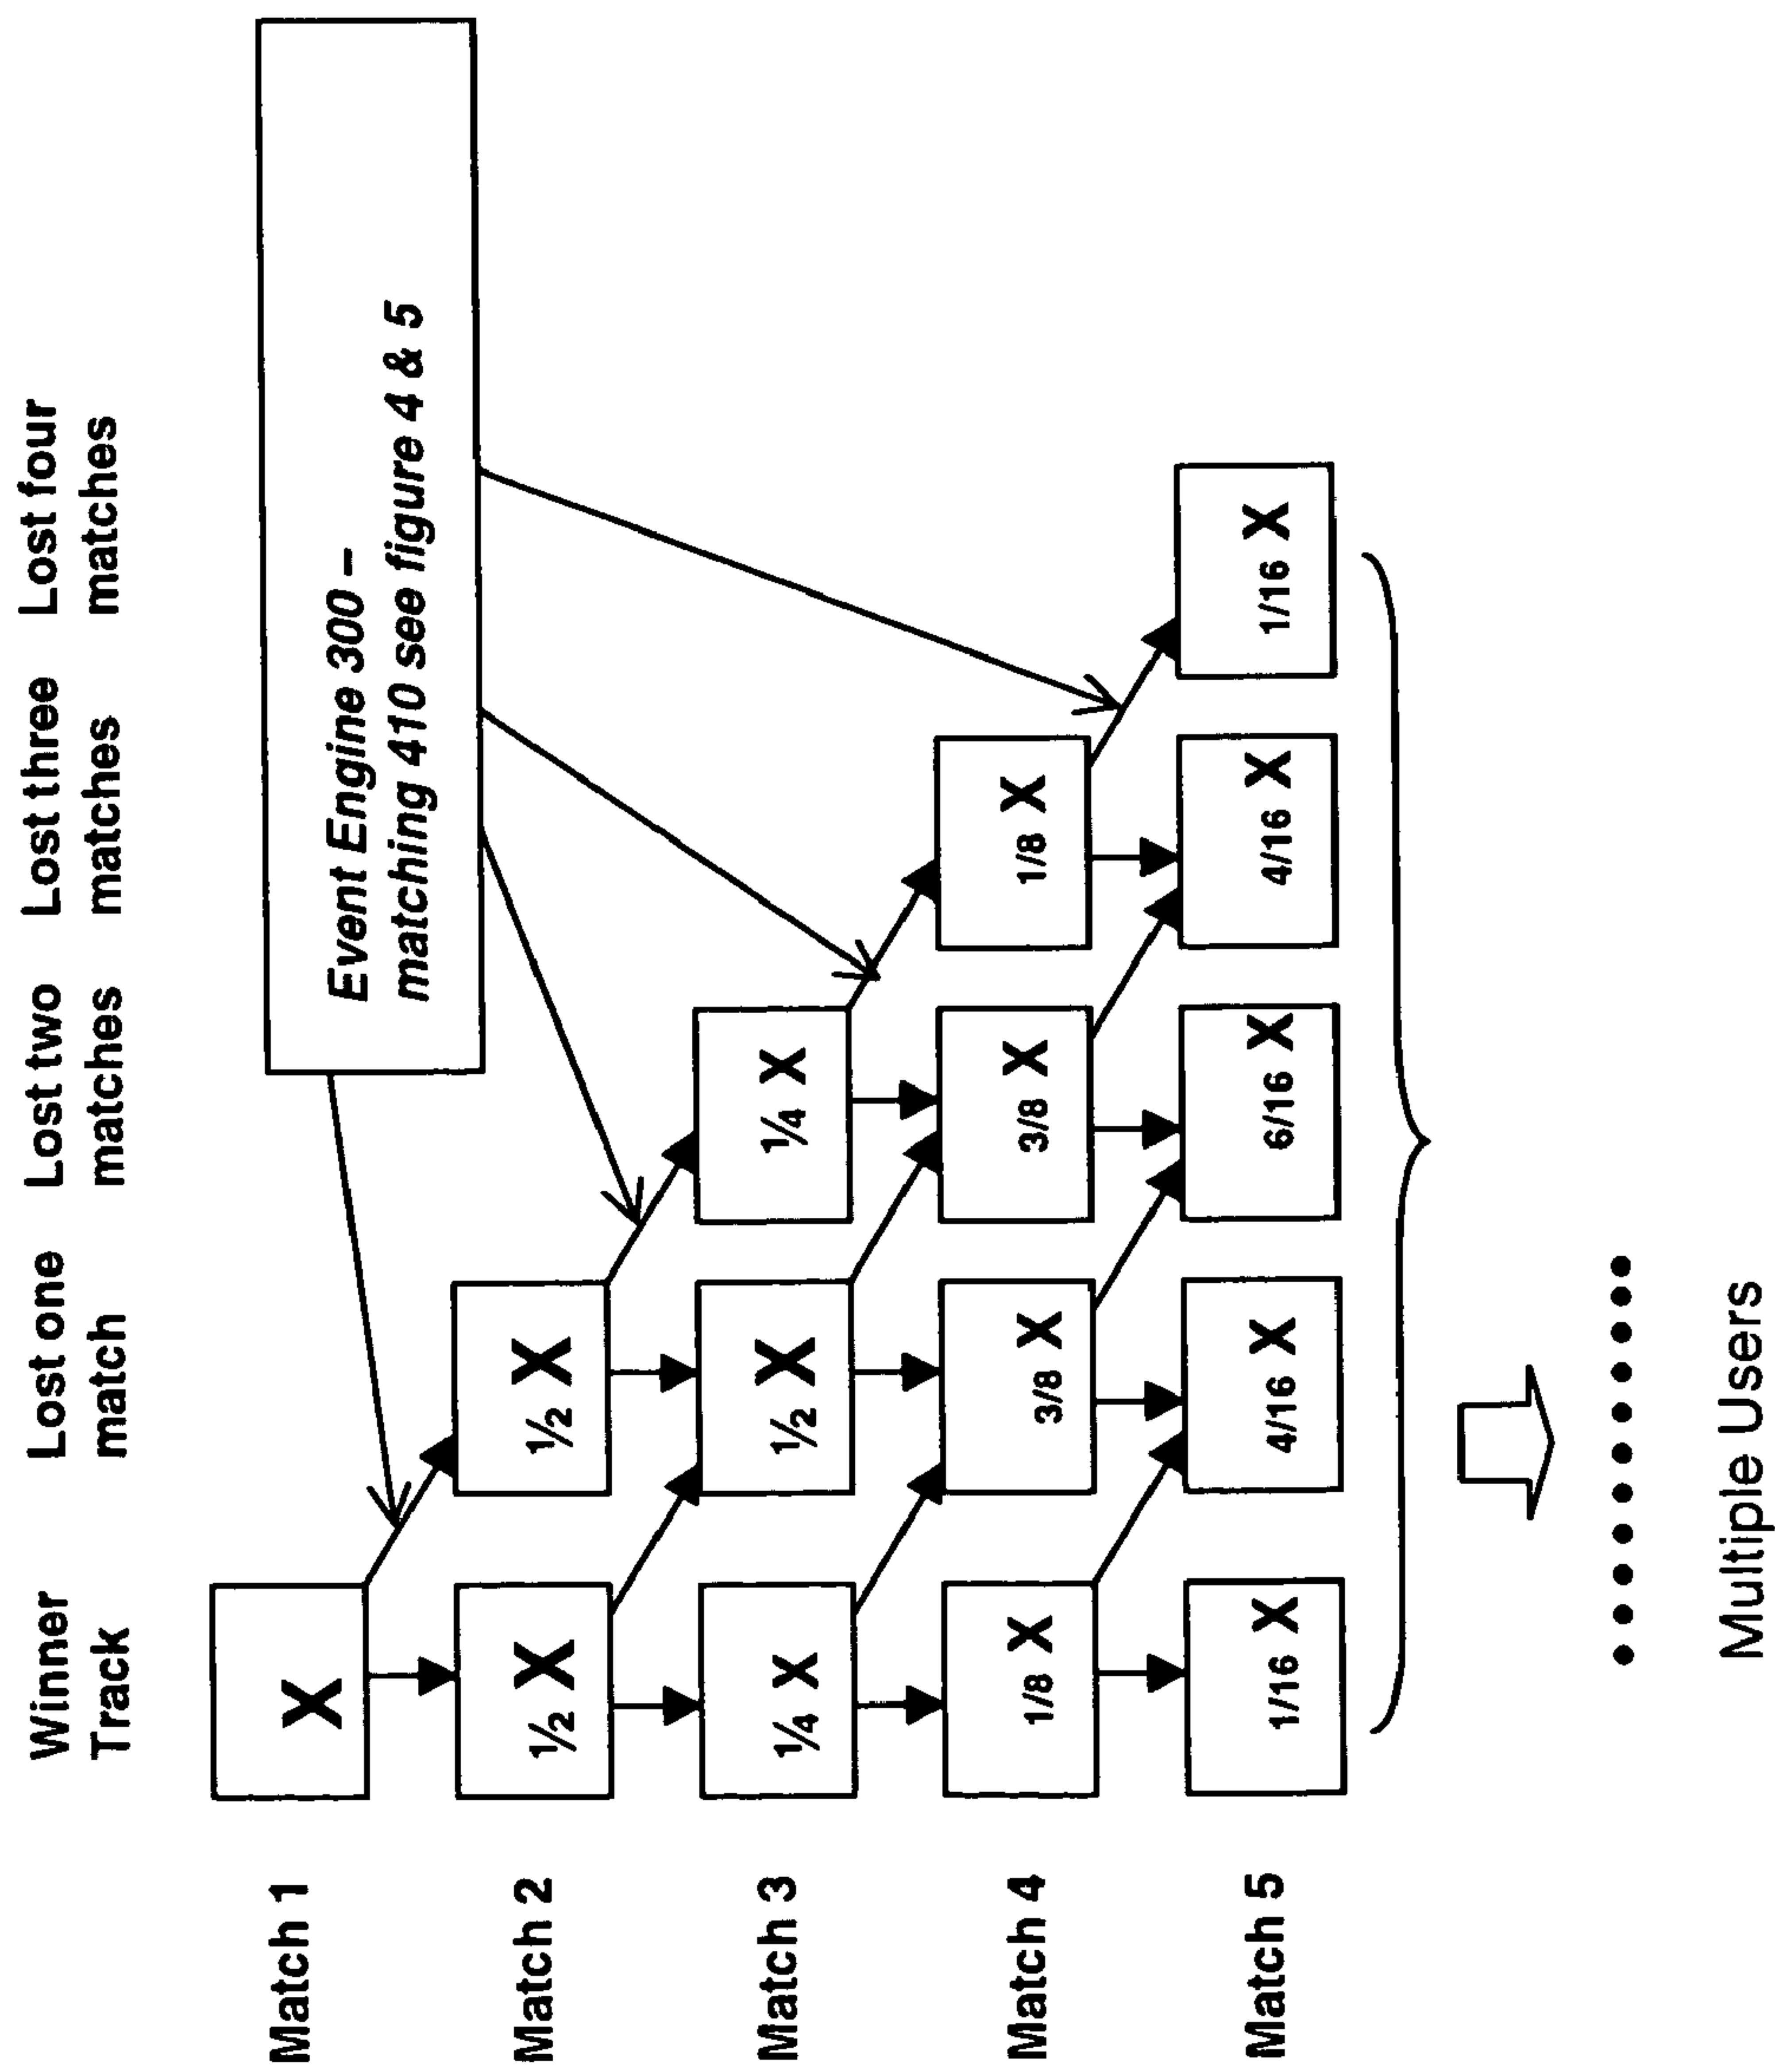 Winner
Track
Lost one
match
Lost two
matches
Lost three
matches
Lost four
matches
Event Engine 300 –
matching 410 see figure 4 & 5
Match 1
X
Match 2
1/2 X
1/2 X
Match 3
1/4 X
1/2 X
1/4 X
Match 4
1/8 X
3/8 X
3/8 X
1/8 X
Match 5
1/16 X
4/16 X
6/16 X
4/16 X
1/16 X
Multiple Users